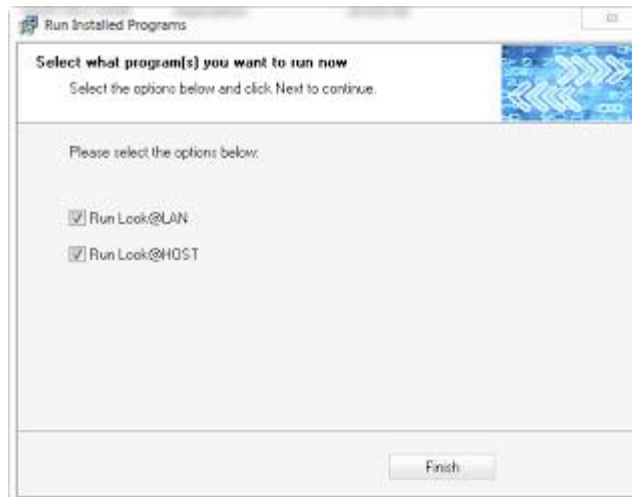 Run Installed Programs
Select what program(s) you want to run now
Select the options below and click Next to continue.
Please select the options below:
Run Look@LAN
Run Look@HOST
Finish